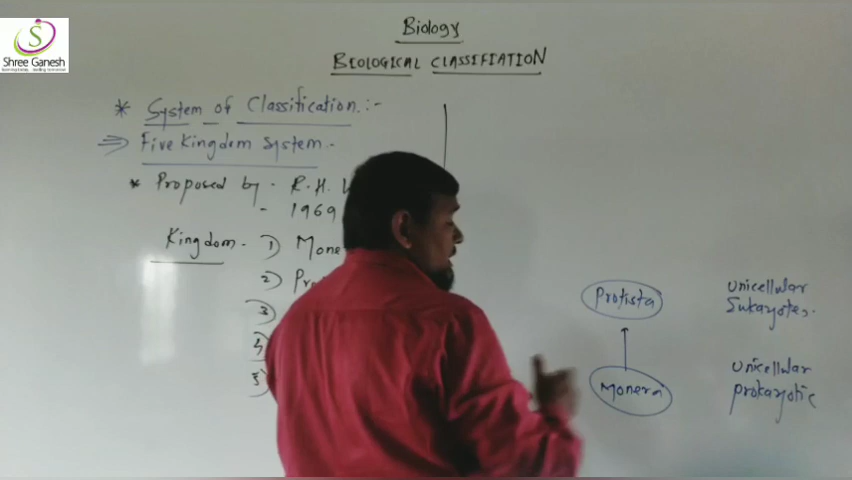 Shree Ganesh
Biology
BIOLOGICAL CLASSIFIATION
* System of Classification :-
⇒ Five Kingdom System -
* Proposed by - R.H.
- 1969
Kingdom - 1) Mone
2) Pr
3)
4)
5)
Protista
Unicellular
Eukaryotes.
Monera
Unicellular
prokaryotic